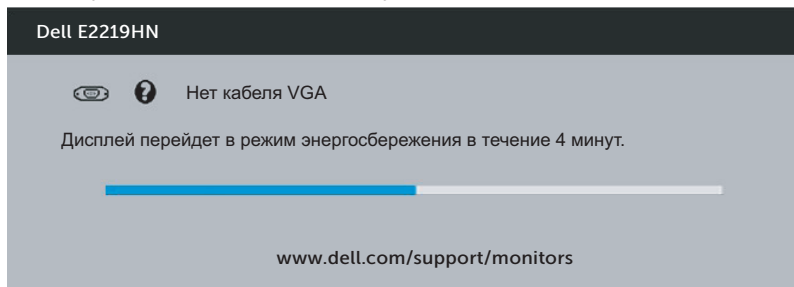 Dell E2219HN
Нет кабеля VGA
Дисплей перейдет в режим энергосбережения в течение 4 минут.
www.dell.com/support/monitors